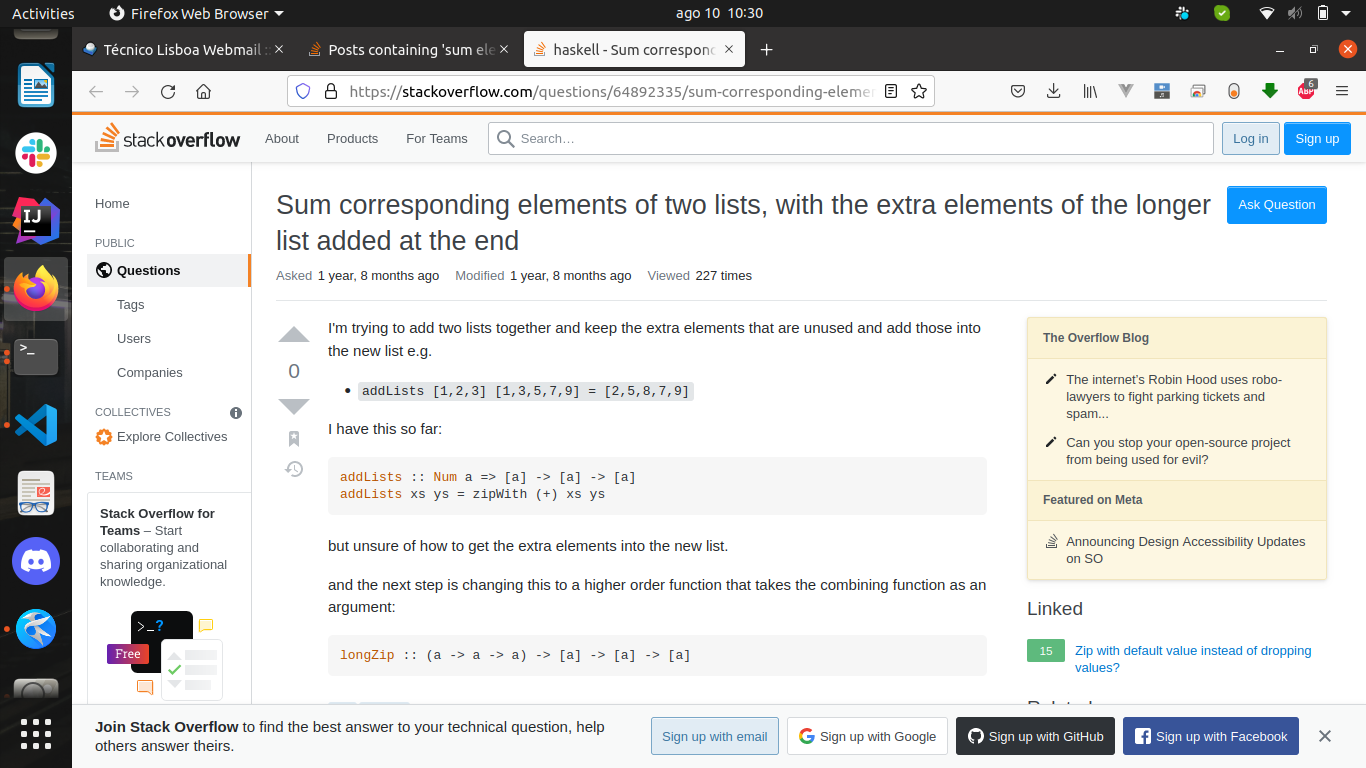 Activities
Firefox Web Browser
ago 10 10:30
Técnico Lisboa Webmail :
Posts containing 'sum ele
haskell - Sum correspond
https://stackoverflow.com/questions/64892335/sum-corresponding-elemen
6
ABP
stack overflow
About
Products
For Teams
Search…
Log in
Sign up
Home
PUBLIC
Questions
Tags
Users
Companies
COLLECTIVES
Explore Collectives
TEAMS
Stack Overflow for
Teams – Start
collaborating and
sharing organizational
knowledge.
>_?
Free
Sum corresponding elements of two lists, with the extra elements of the longer
list added at the end
Ask Question
Asked 1 year, 8 months ago Modified 1 year, 8 months ago Viewed 227 times
0
I'm trying to add two lists together and keep the extra elements that are unused and add those into
the new list e.g.
• addLists [1,2,3] [1,3,5,7,9] = [2,5,8,7,9]
I have this so far:
addLists :: Num a => [a] -> [a] -> [a]
addLists xs ys = zipWith (+) xs ys
but unsure of how to get the extra elements into the new list.
and the next step is changing this to a higher order function that takes the combining function as an
argument:
longZip :: (a -> a -> a) -> [a] -> [a] -> [a]
The Overflow Blog
The internet's Robin Hood uses robo-
lawyers to fight parking tickets and
spam...
Can you stop your open-source project
from being used for evil?
Featured on Meta
Announcing Design Accessibility Updates
on SO
Linked
15
Zip with default value instead of dropping
values?
Related
Join Stack Overflow to find the best answer to your technical question, help
others answer theirs.
Sign up with email
Sign up with Google
Sign up with GitHub
Sign up with Facebook